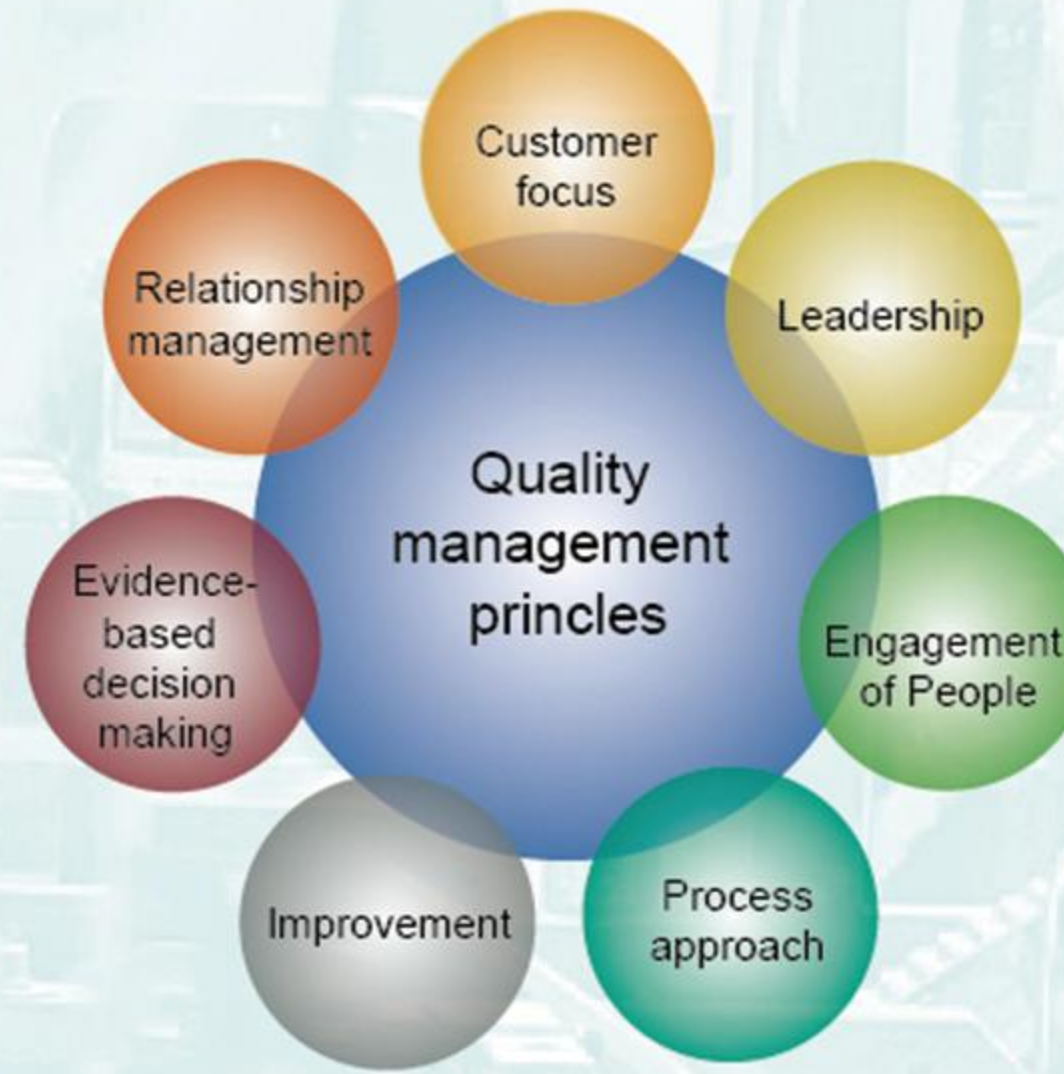 Customer
focus
Leadership
Engagement
of People
Process
approach
Improvement
Evidence-
based
decision
making
Relationship
management
Quality
management
princles